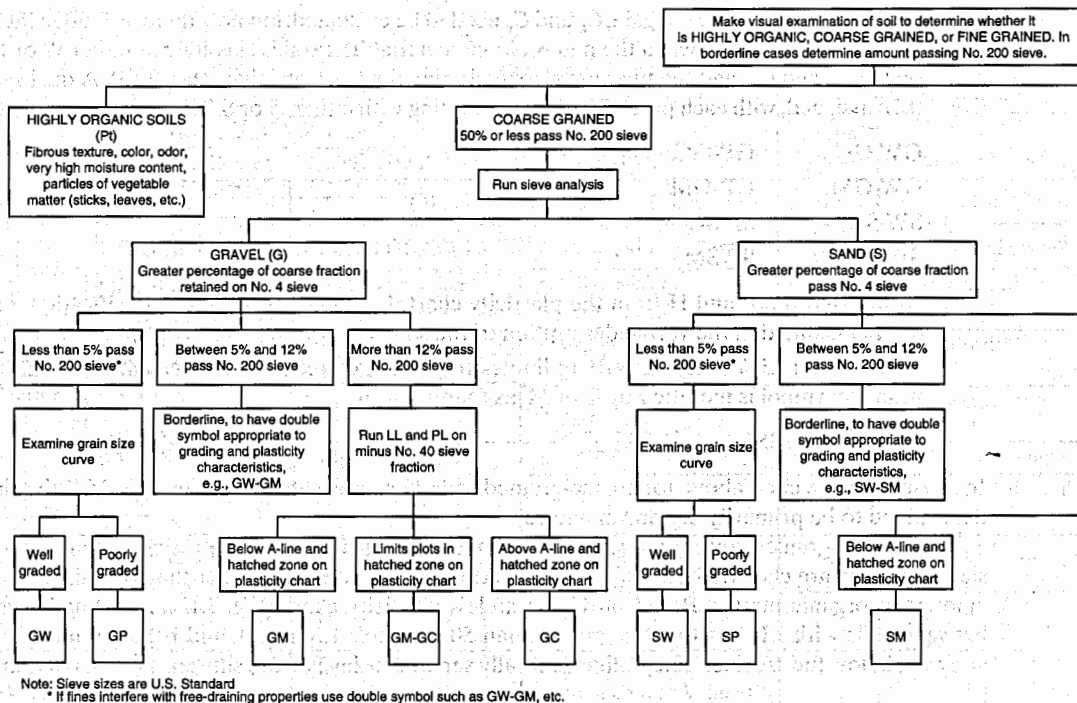 Make visual examination of soil to determine whether it
is HIGHLY ORGANIC, COARSE GRAINED, or FINE GRAINED. In
borderline cases determine amount passing No. 200 sieve.
HIGHLY ORGANIC SOILS
(Pt)
Fibrous texture, color, odor,
very high moisture content,
particles of vegetable
matter (sticks, leaves, etc.)
COARSE GRAINED
50% or less pass No. 200 sieve
Run sieve analysis
GRAVEL (G)
Greater percentage of coarse fraction
retained on No. 4 sieve
SAND (S)
Greater percentage of coarse fraction
pass No. 4 sieve
Less than 5% pass
No. 200 sieve*
Between 5% and 12%
pass No. 200 sieve
More than 12% pass
No. 200 sieve
Less than 5% pass
No. 200 sieve*
Between 5% and 12%
pass No. 200 sieve
Examine grain size
curve
Borderline, to have double
symbol appropriate to
grading and plasticity
characteristics,
e.g., GW-GM
Run LL and PL on
minus No. 40 sieve
fraction
Examine grain size
curve
Borderline, to have double
symbol appropriate to
grading and plasticity
characteristics,
e.g., SW-SM
Well
graded
Poorly
graded
Below A-line and
hatched zone on
plasticity chart
Limits plots in
hatched zone on
plasticity chart
Above A-line and
hatched zone on
plasticity chart
Well
graded
Poorly
graded
Below A-line and
hatched zone on
plasticity chart
GW
GP
GM
GM-GC
GC
SW
SP
SM
Note: Sieve sizes are U.S. Standard
* If fines interfere with free-draining properties use double symbol such as GW-GM, etc.